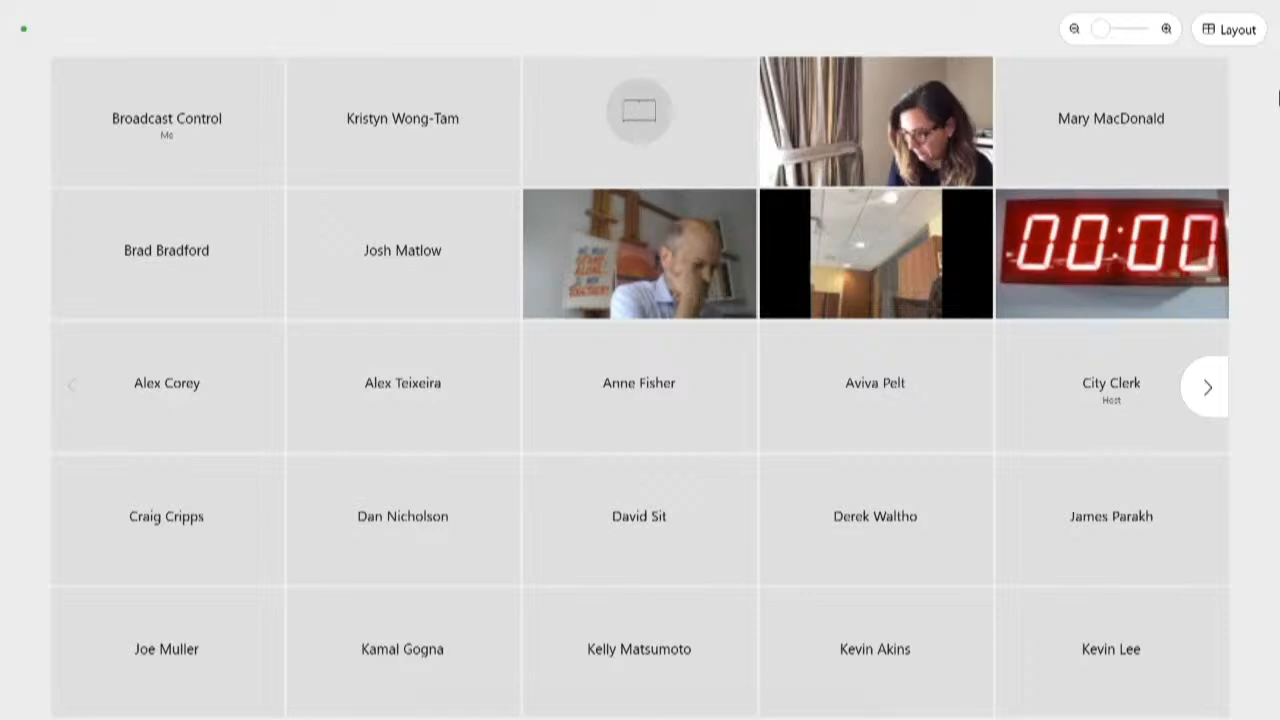 Layout
Broadcast Control
Me
Kristyn Wong-Tam
Mary MacDonald
Brad Bradford
Josh Matlow
TOGETHER!
00:00
Alex Corey
Alex Teixeira
Anne Fisher
Aviva Pelt
City Clerk
Host
Craig Cripps
Dan Nicholson
David Sit
Derek Waltho
James Parakh
Joe Muller
Kamal Gogna
Kelly Matsumoto
Kevin Akins
Kevin Lee